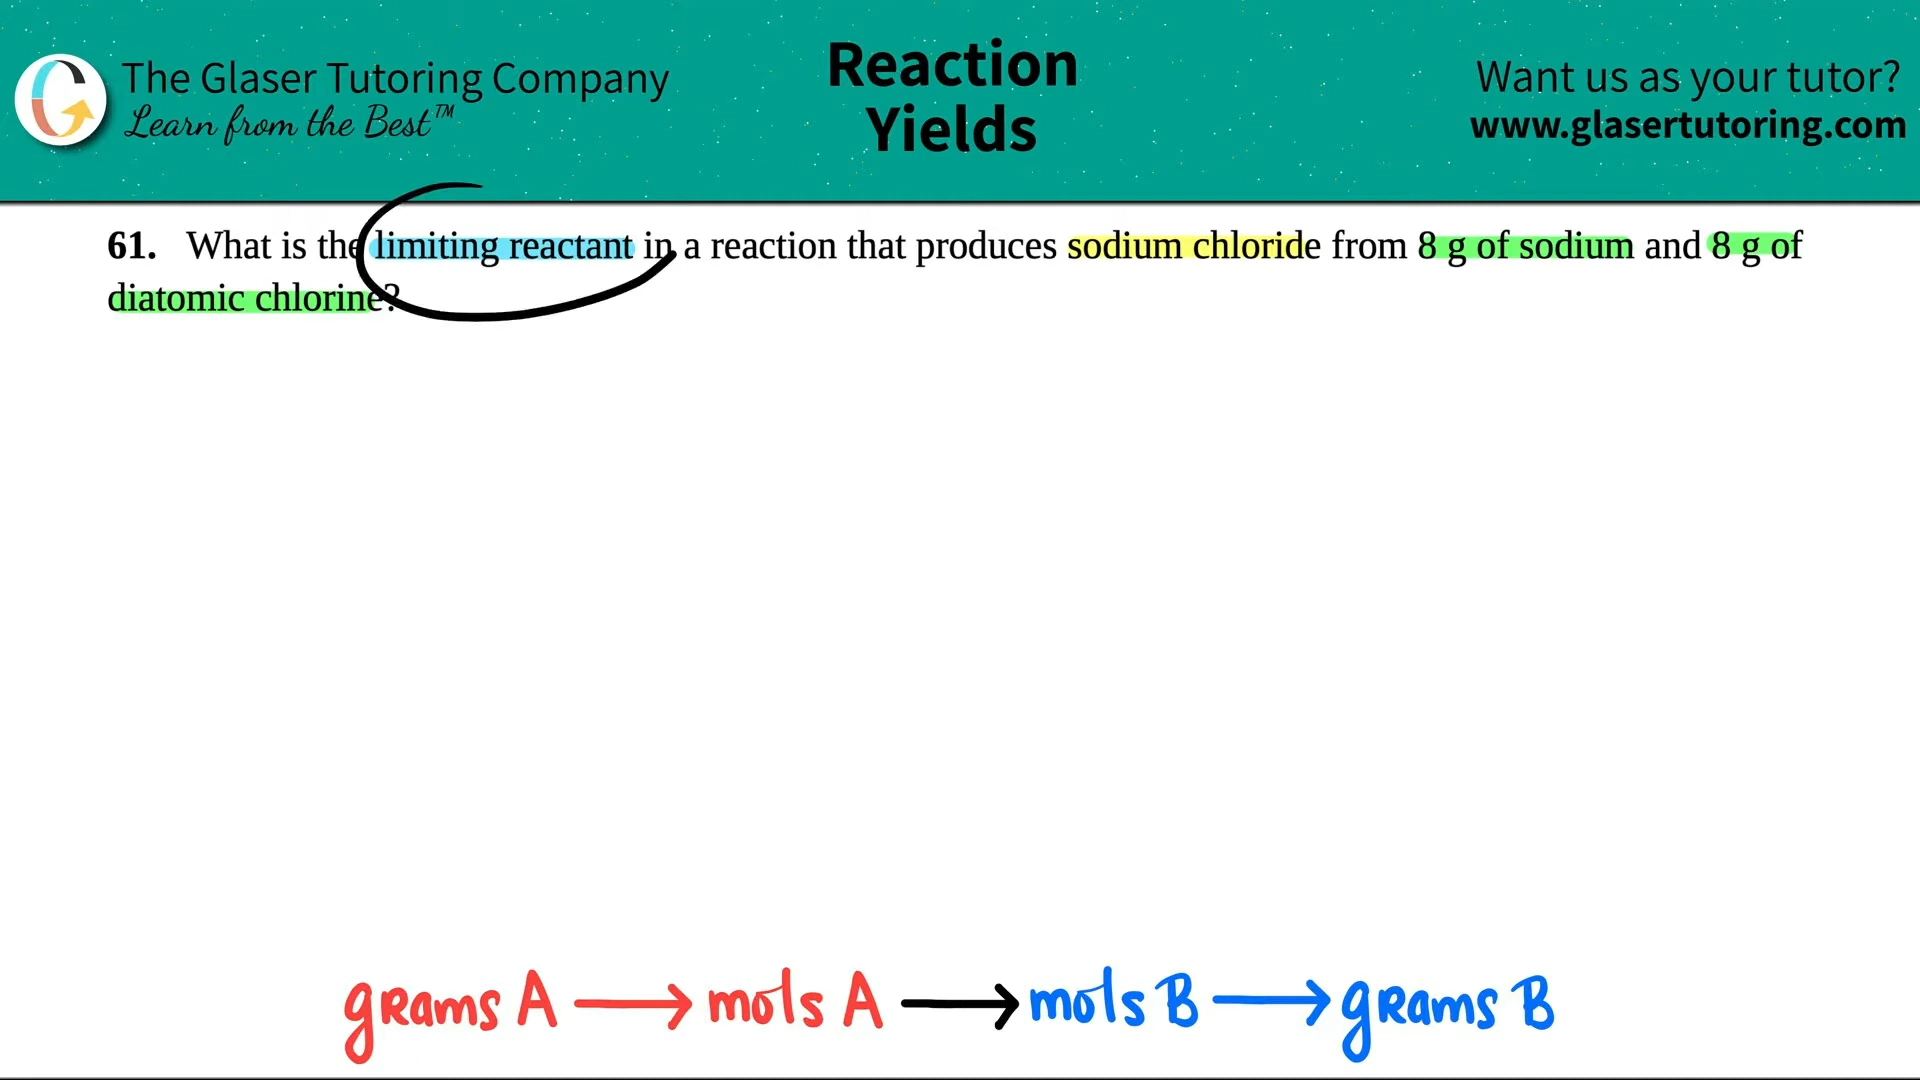 The Glaser Tutoring Company
Learn from the Best™
Reaction
Yields
Want us as your tutor?
www.glasertutoring.com
61. What is the limiting reactant in a reaction that produces sodium chloride from 8 g of sodium and 8 g of
diatomic chlorine?
grams A → mols A → mols B → grams B